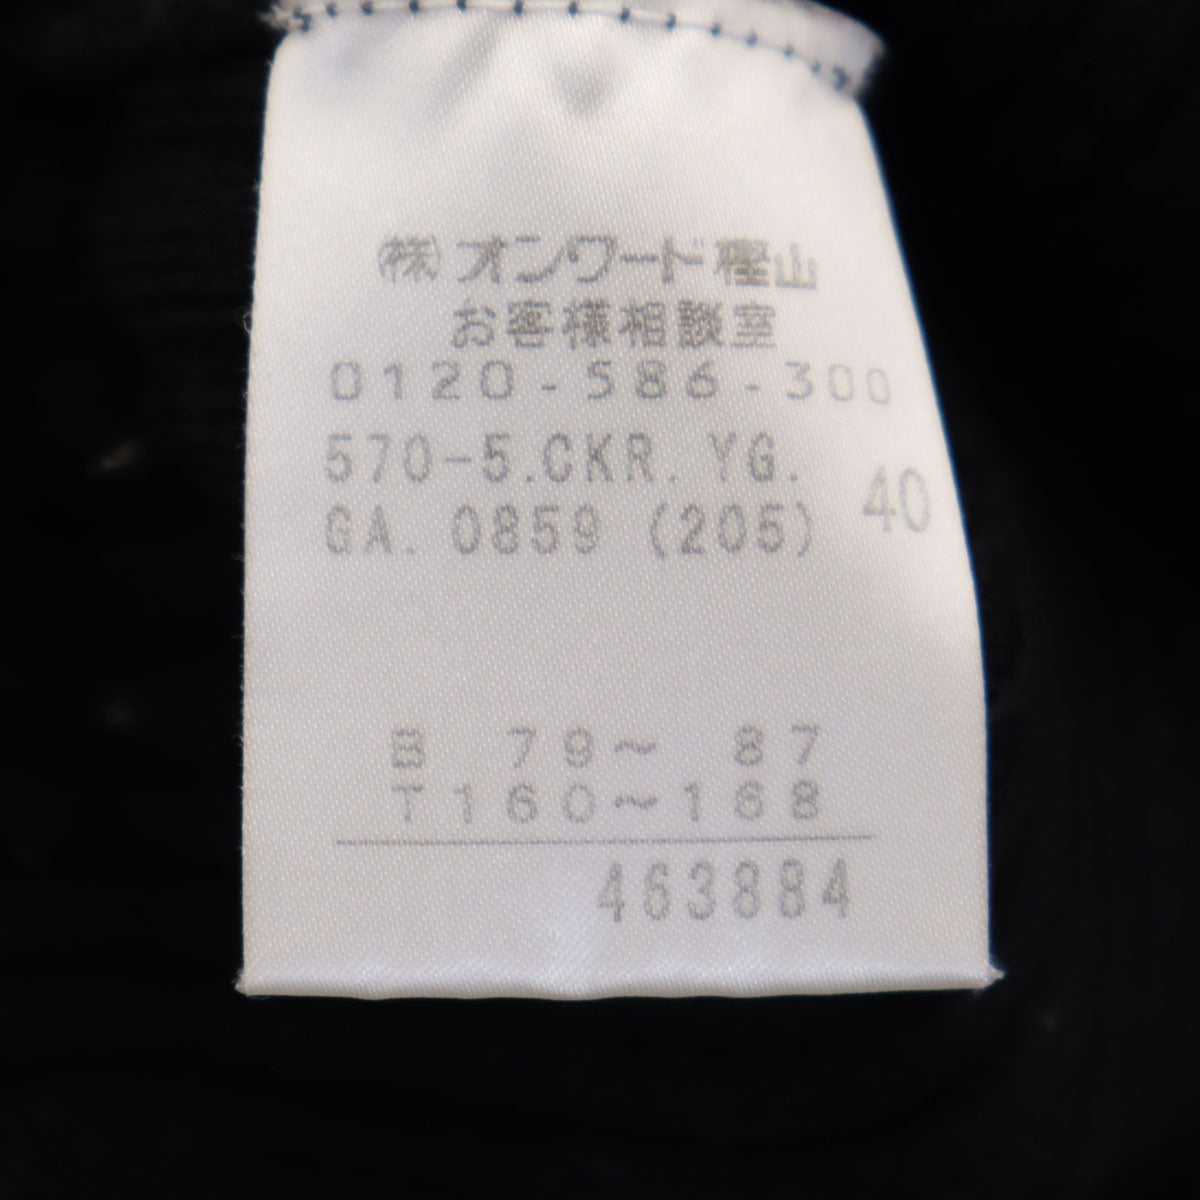 ㈱オンワード樫山
お客様相談室
0120-586-300
570-5.CKR.YG.
GA.0859 (205) 40
B 79〜 87
T160〜168
463884